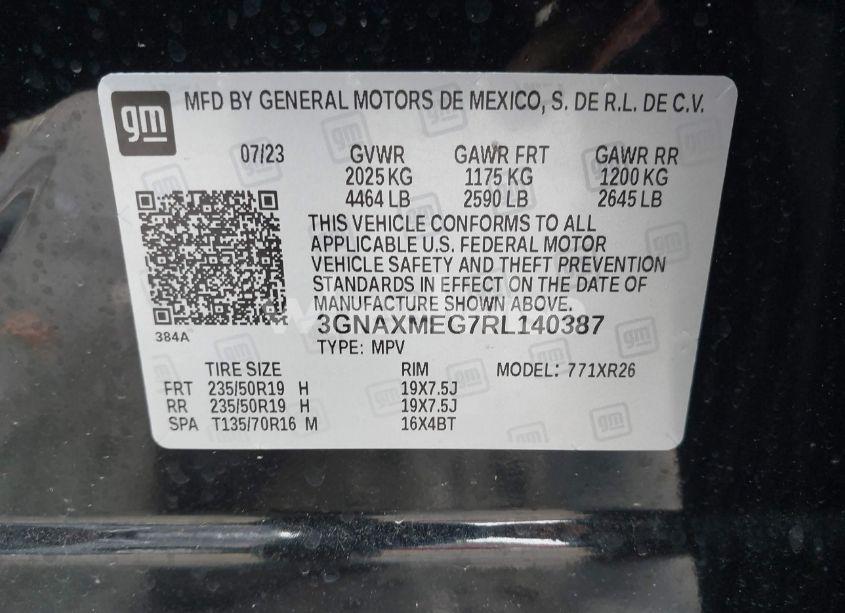 gm MFD BY GENERAL MOTORS DE MEXICO, S. DE R.L. DE C.V.
07/23 GVWR GAWR FRT GAWR RR
2025 KG 1175 KG 1200 KG
4464 LB 2590 LB 2645 LB
THIS VEHICLE CONFORMS TO ALL
APPLICABLE U.S. FEDERAL MOTOR
VEHICLE SAFETY AND THEFT PREVENTION
STANDARDS IN EFFECT ON THE DATE OF
MANUFACTURE SHOWN ABOVE.
3GNAXMEG7RL140387
384A
TYPE: MPV
TIRE SIZE RIM MODEL: 771XR26
FRT 235/50R19 H 19X7.5J
RR 235/50R19 H 19X7.5J
SPA T135/70R16 M 16X4BT